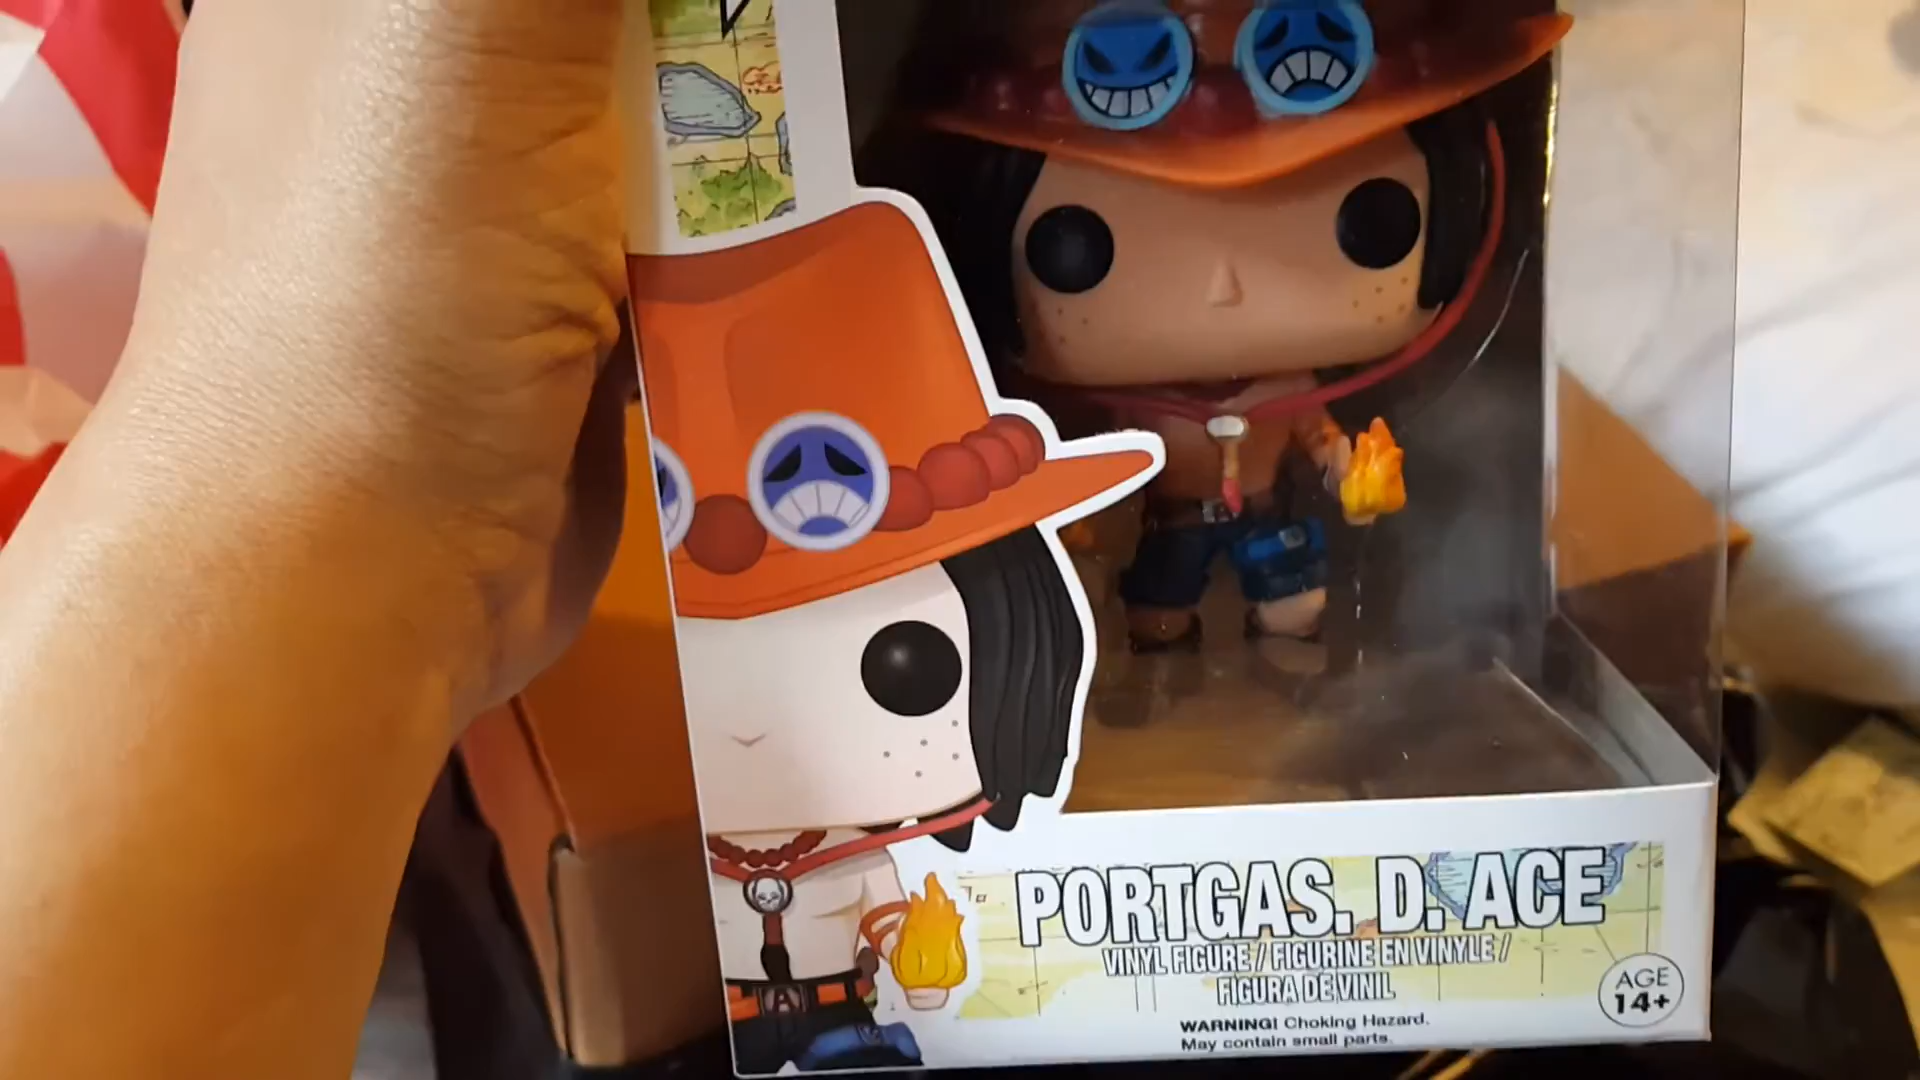 PORTGAS. D. ACE
VINYL FIGURE / FIGURINE EN VINYLE /
FIGURA DE VINIL
AGE
14+
WARNING! Choking Hazard.
May contain small parts.